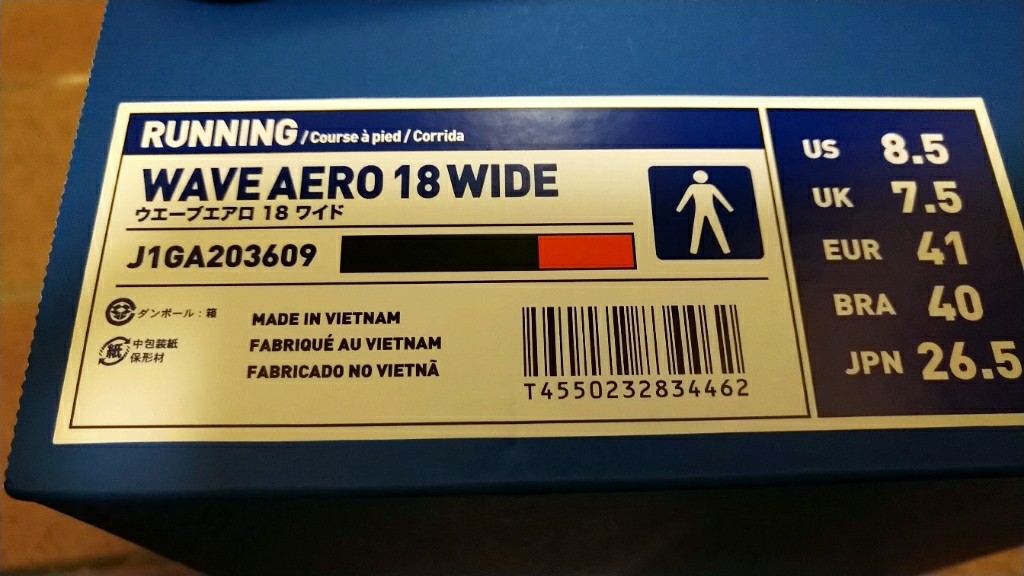 RUNNING / Course à pied / Corrida
WAVE AERO 18 WIDE
ウエーブエアロ 18 ワイド
J1GA203609
ダンボール：箱
紙 中包装紙
保形材
MADE IN VIETNAM
FABRIQUÉ AU VIETNAM
FABRICADO NO VIETNÃ
T4550232834462
US 8.5
UK 7.5
EUR 41
BRA 40
JPN 26.5